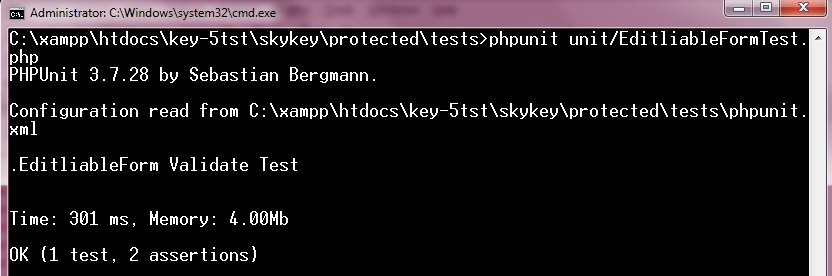 Administrator: C:\Windows\system32\cmd.exe
C:\xampp\htdocs\key-5tst\skykey\protected\tests>phpunit unit/EditliableFormTest.
php
PHPUnit 3.7.28 by Sebastian Bergmann.
Configuration read from C:\xampp\htdocs\key-5tst\skykey\protected\tests\phpunit.
xml
.EditliableForm Validate Test
Time: 301 ms, Memory: 4.00Mb
OK (1 test, 2 assertions)